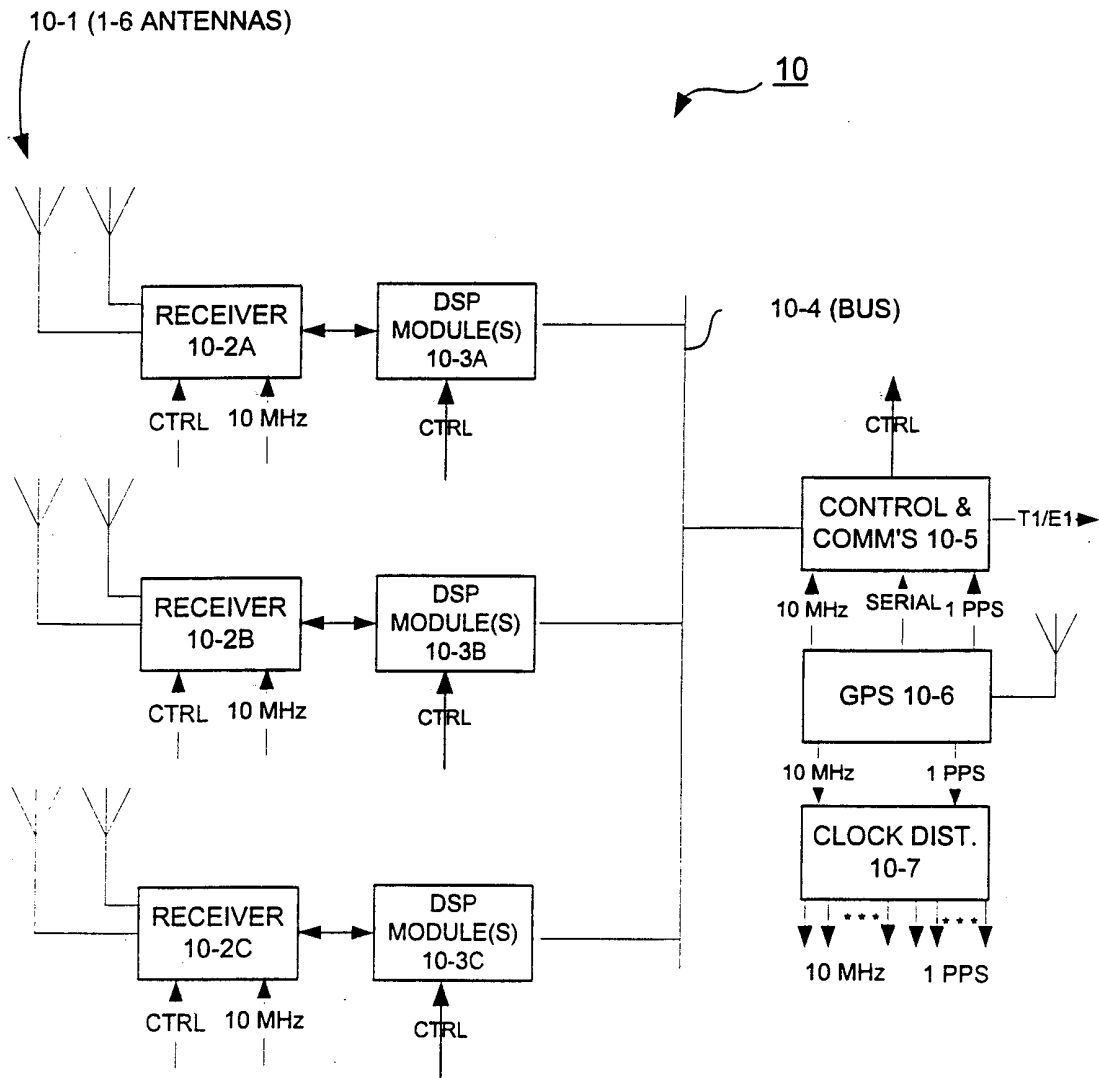 10-1 (1-6 ANTENNAS)
10
RECEIVER
10-2A
DSP
MODULE(S)
10-3A
10-4 (BUS)
CTRL
10 MHz
CTRL
CTRL
RECEIVER
10-2B
DSP
MODULE(S)
10-3B
CONTROL &
COMM'S 10-5
T1/E1
10 MHz
SERIAL
1 PPS
CTRL
10 MHz
CTRL
GPS 10-6
10 MHz
1 PPS
RECEIVER
10-2C
DSP
MODULE(S)
10-3C
CLOCK DIST.
10-7
* * *
* * *
10 MHz
1 PPS
CTRL
10 MHz
CTRL